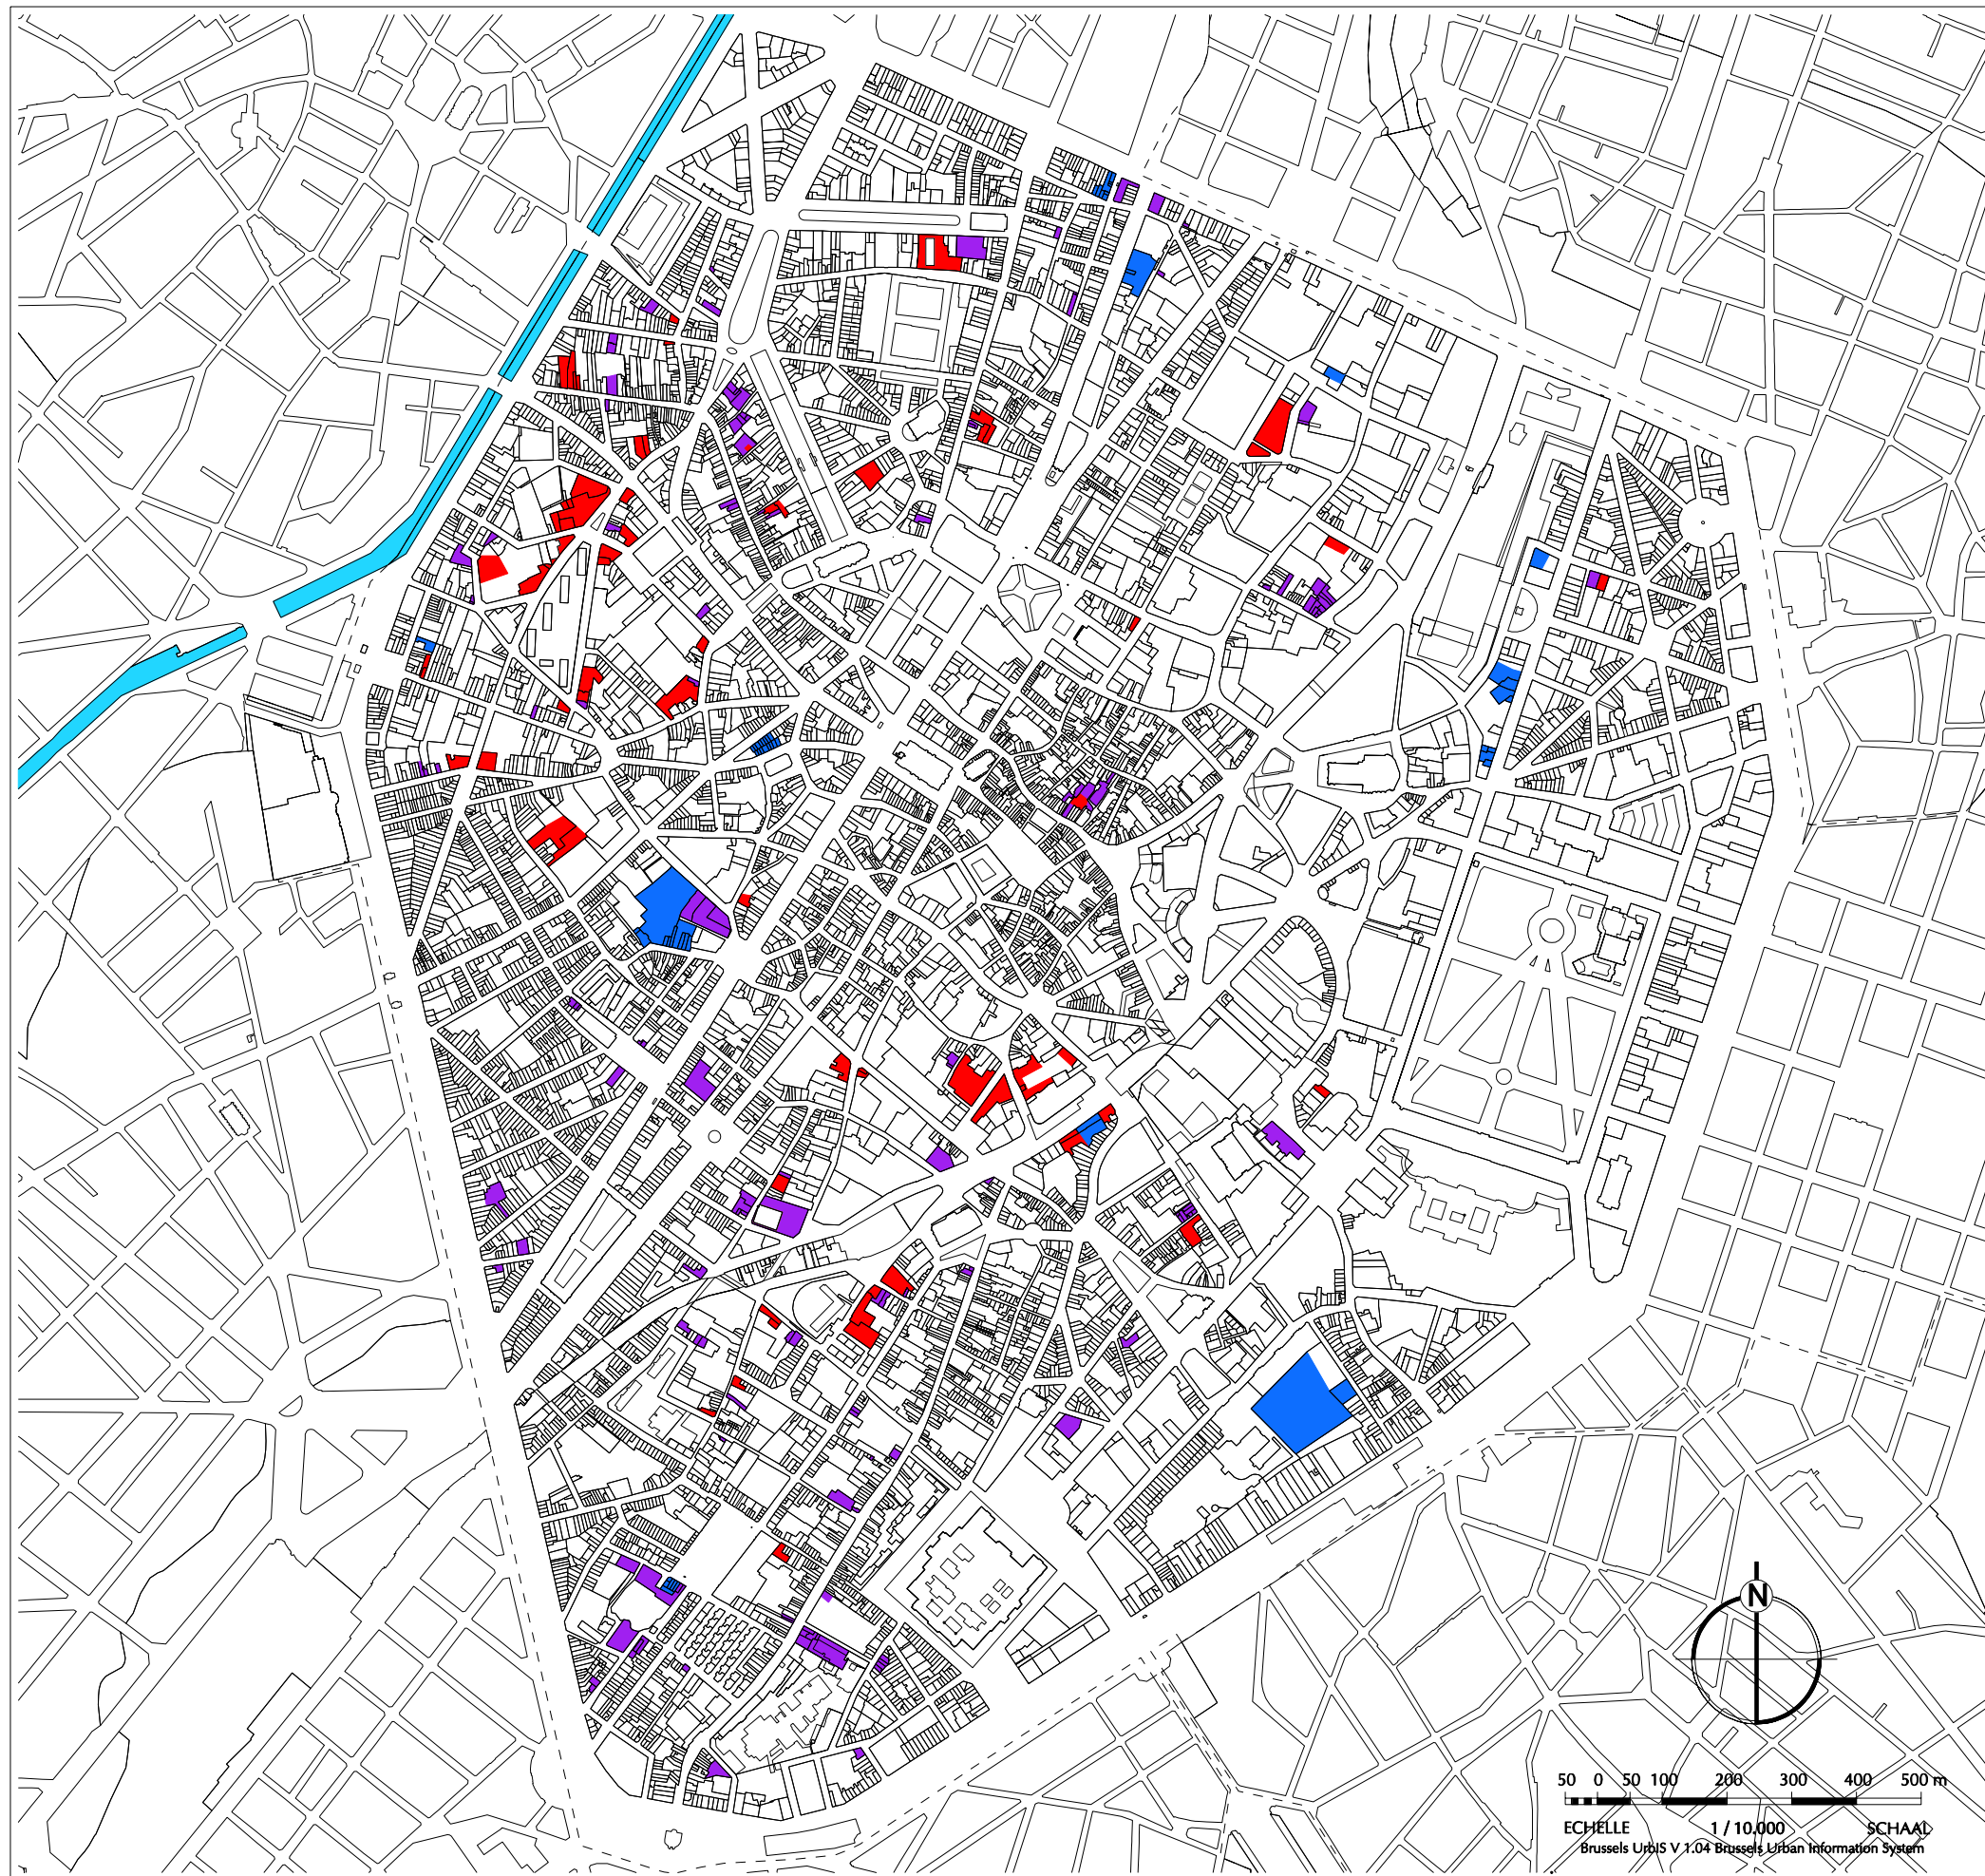 N
50 0 50 100 200 300 400 500 m
ECHELLE 1 / 10.000 SCHAAL
Brussels UrbIS V 1.04 Brussels Urban Information System